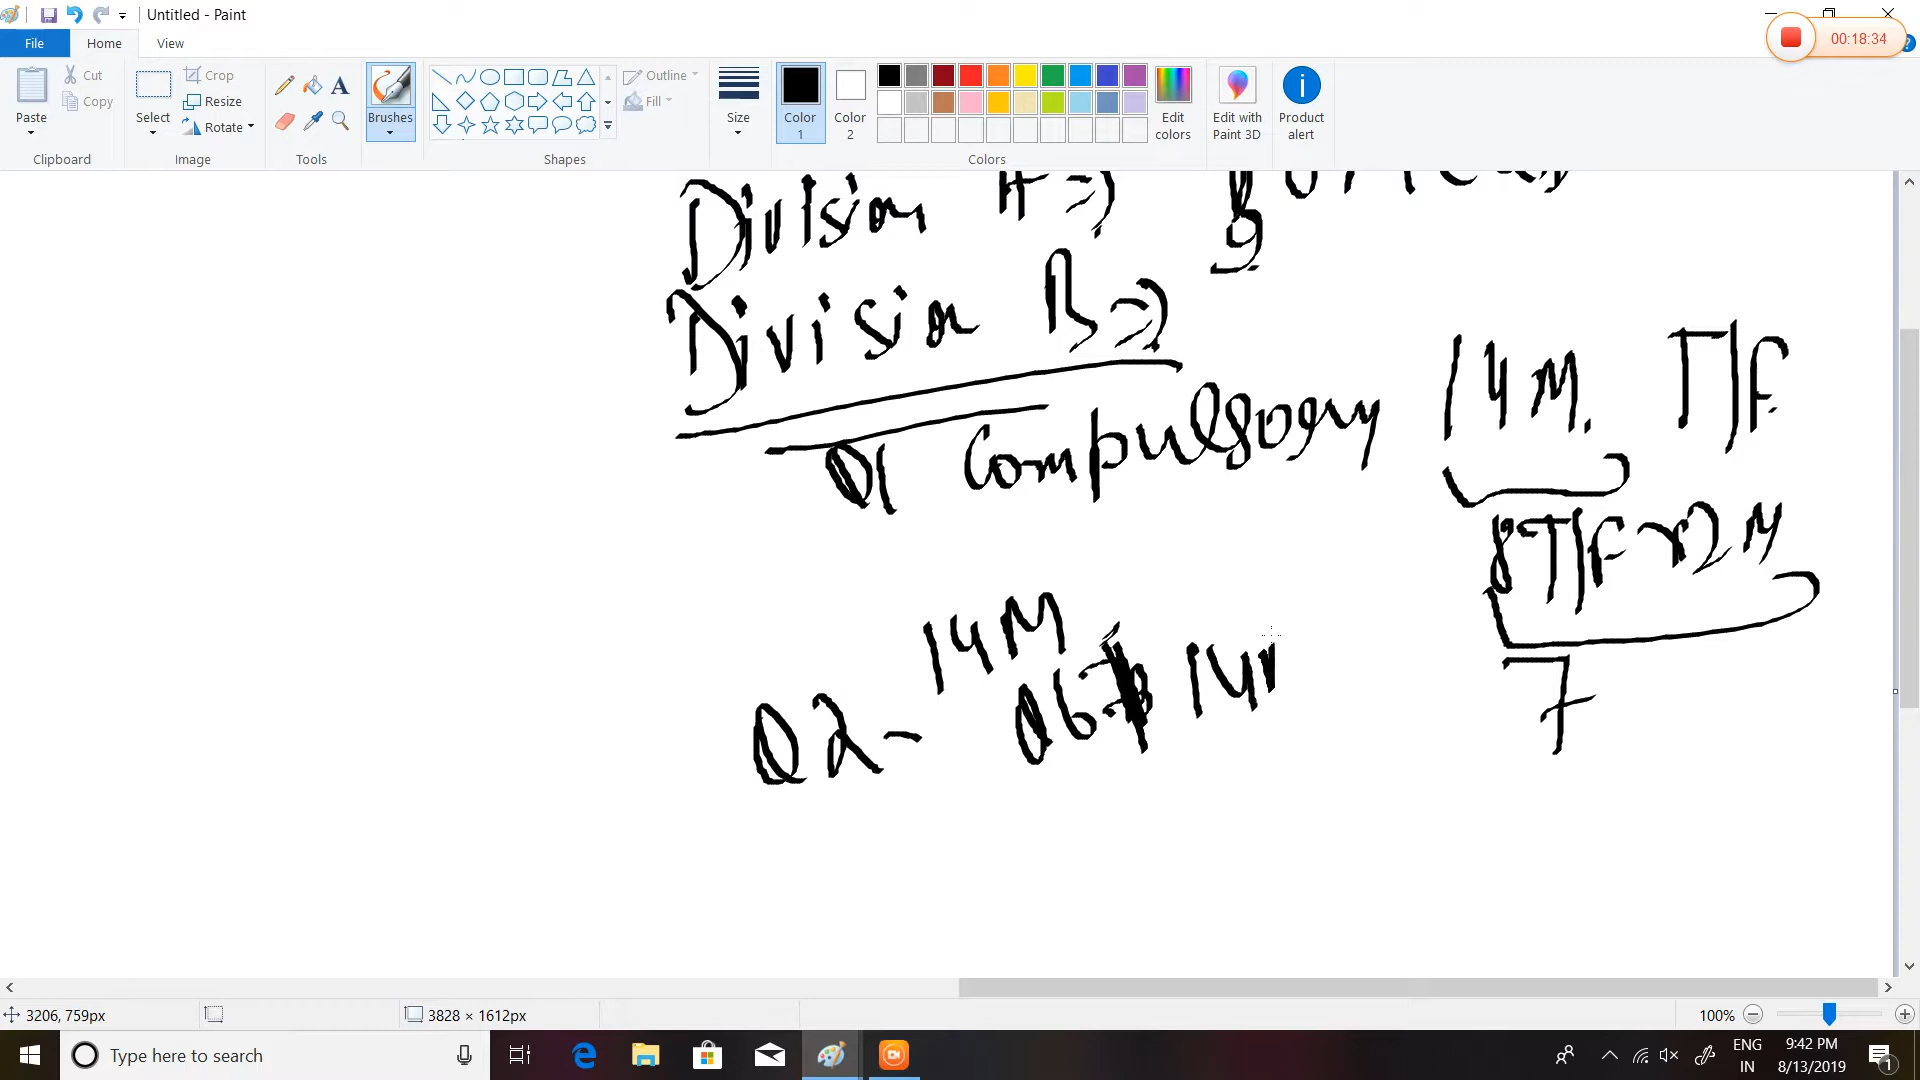 Untitled - Paint
00:18:34
File Home View
Paste
Cut
Copy
Clipboard
Select
Crop
Resize
Rotate
Image
A
Tools
Brushes
Outline
Fill
Shapes
Size
Color 1
Color 2
Edit colors
Colors
Edit with Paint 3D
Product alert
Division A =>
Division B =>
Q1 Compulsory 14M. T/F
14M
Q2 -
7
3206, 759px
3828 × 1612px
100%
Type here to search
ENG IN
9:42 PM
8/13/2019
1